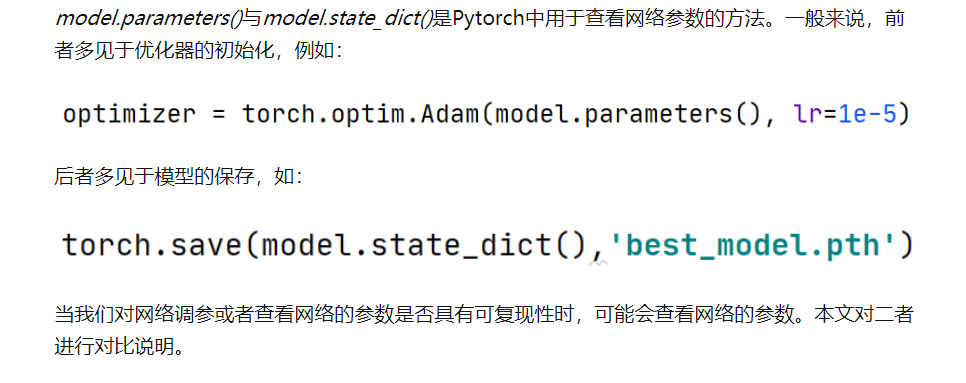 model.parameters()与model.state_dict()是Pytorch中用于查看网络参数的方法。一般来说，前
者多见于优化器的初始化，例如：
optimizer = torch.optim.Adam(model.parameters(), lr=1e-5)
后者多见于模型的保存，如：
torch.save(model.state_dict(),'best_model.pth')
当我们对网络调参或者查看网络的参数是否具有可复现性时，可能会查看网络的参数。本文对二者
进行对比说明。